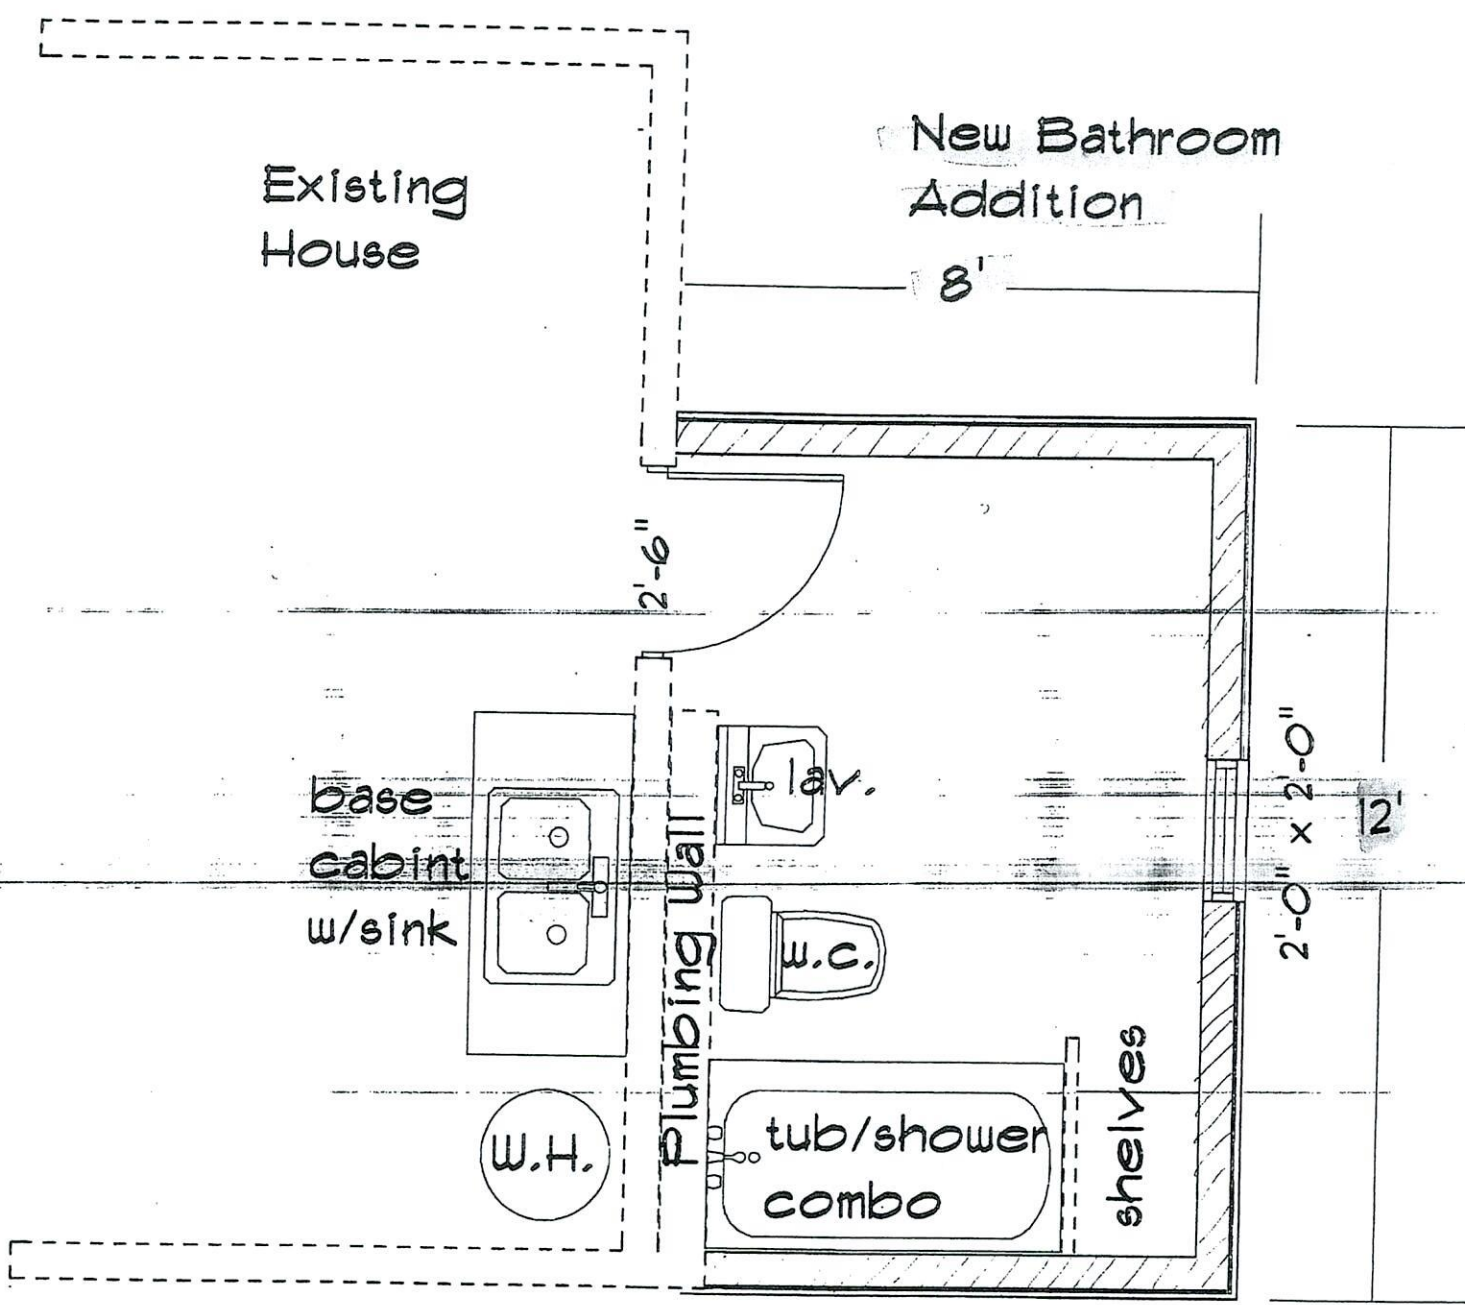 New Bathroom
Addition
Existing
House
8'
2'-6"
base
cabint
w/sink
lav.
Plumbing wall
2'-0" x 2'-0"
12'
w.c.
W.H.
tub/shower
combo
shelves